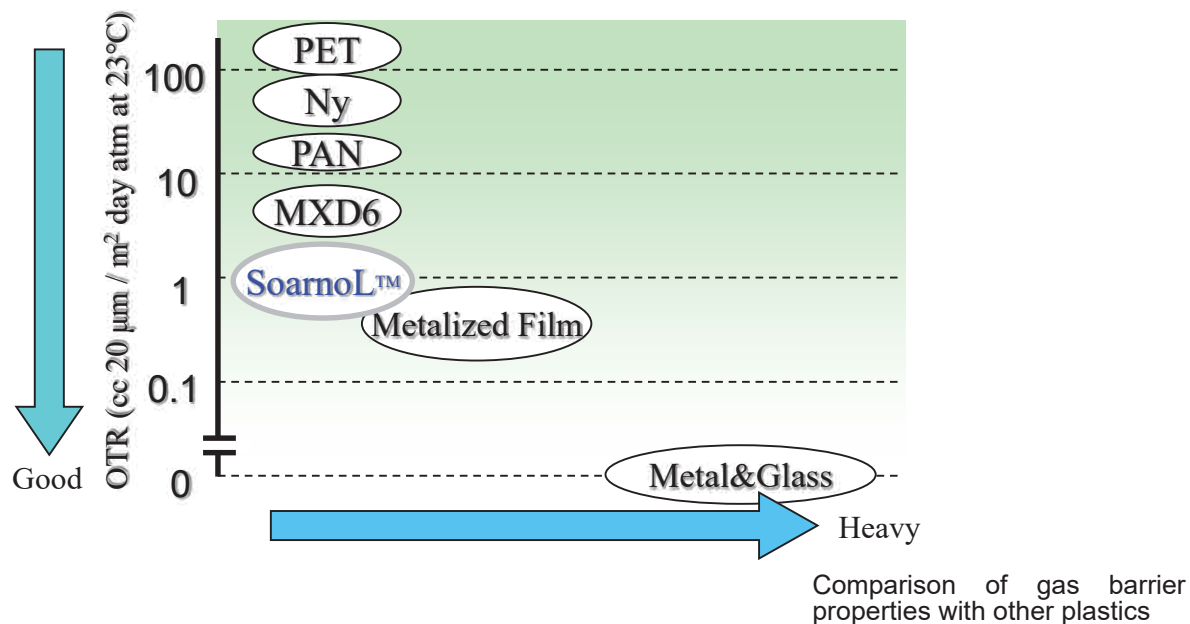 OTR (cc 20 μm / m² day atm at 23°C)
100
10
1
0.1
0
PET
Ny
PAN
MXD6
SoarnoL™
Metalized Film
Metal&Glass
Good
Heavy
Comparison of gas barrier
properties with other plastics